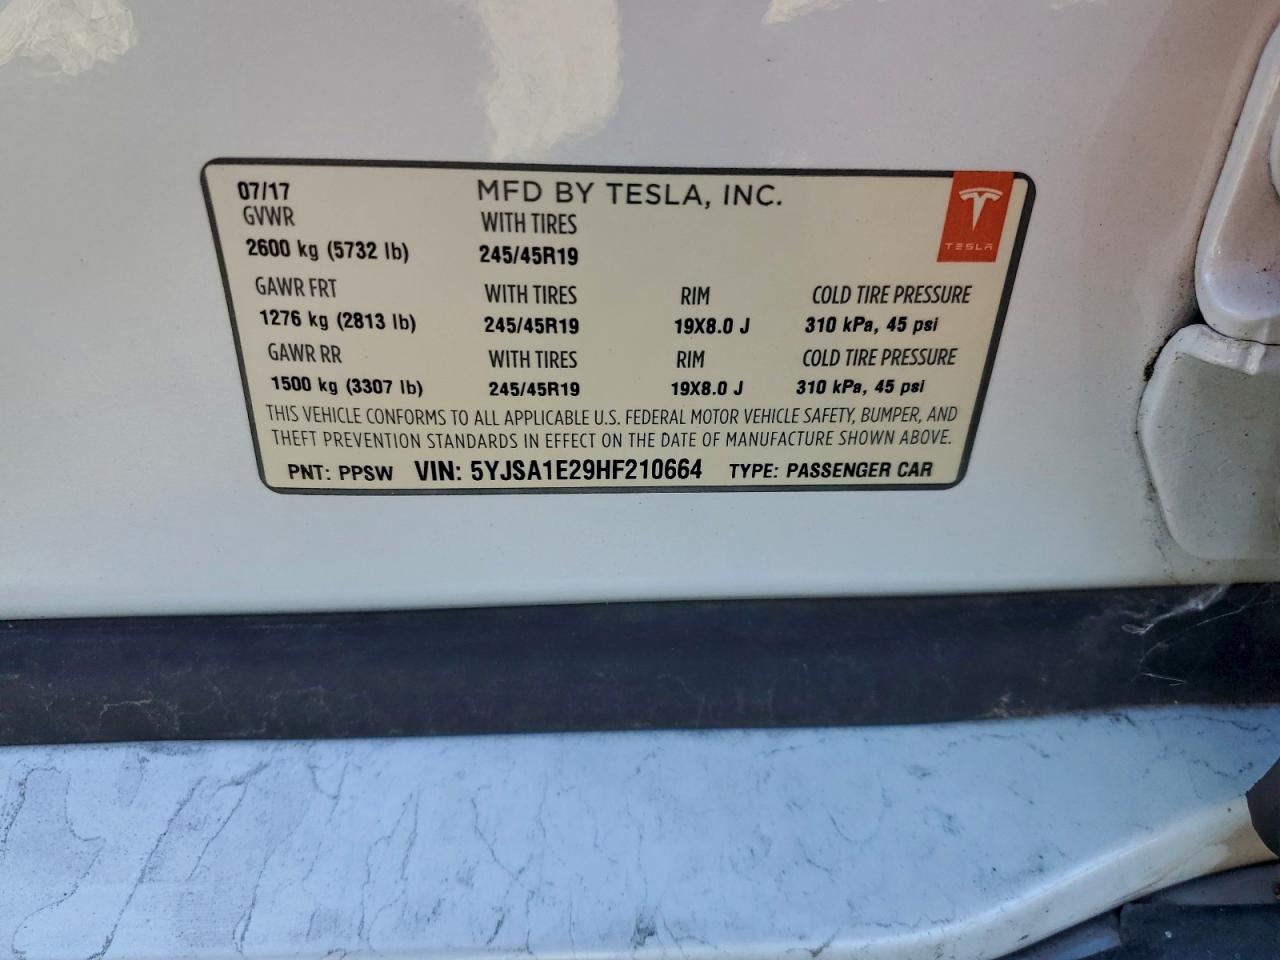 07/17 MFD BY TESLA, INC.
GVWR WITH TIRES
2600 kg (5732 lb) 245/45R19
TESLA
GAWR FRT WITH TIRES RIM COLD TIRE PRESSURE
1276 kg (2813 lb) 245/45R19 19X8.0 J 310 kPa, 45 psi
GAWR RR WITH TIRES RIM COLD TIRE PRESSURE
1500 kg (3307 lb) 245/45R19 19X8.0 J 310 kPa, 45 psi
THIS VEHICLE CONFORMS TO ALL APPLICABLE U.S. FEDERAL MOTOR VEHICLE SAFETY, BUMPER, AND
THEFT PREVENTION STANDARDS IN EFFECT ON THE DATE OF MANUFACTURE SHOWN ABOVE.
PNT: PPSW VIN: 5YJSA1E29HF210664 TYPE: PASSENGER CAR